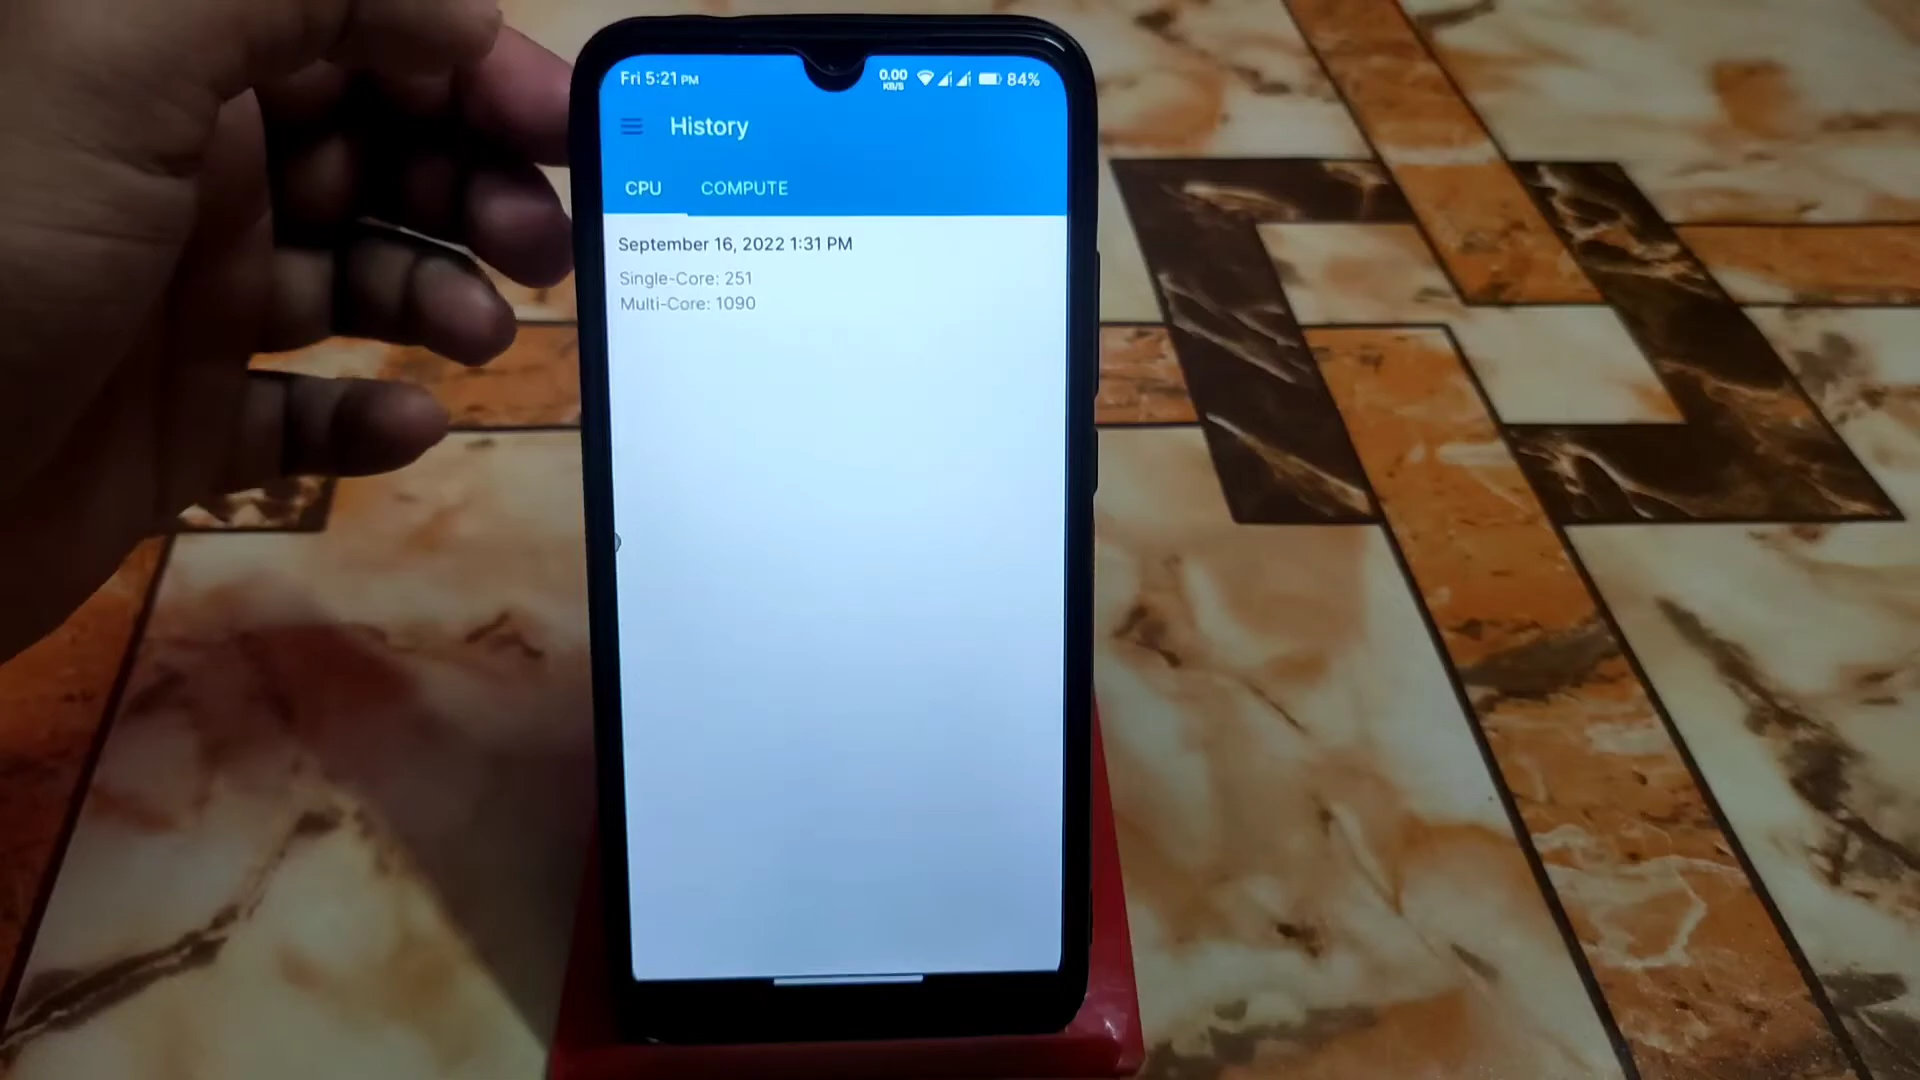 Fri 5:21 PM
0.00
KB/S
84%
History
CPU COMPUTE
September 16, 2022 1:31 PM
Single-Core: 251
Multi-Core: 1090